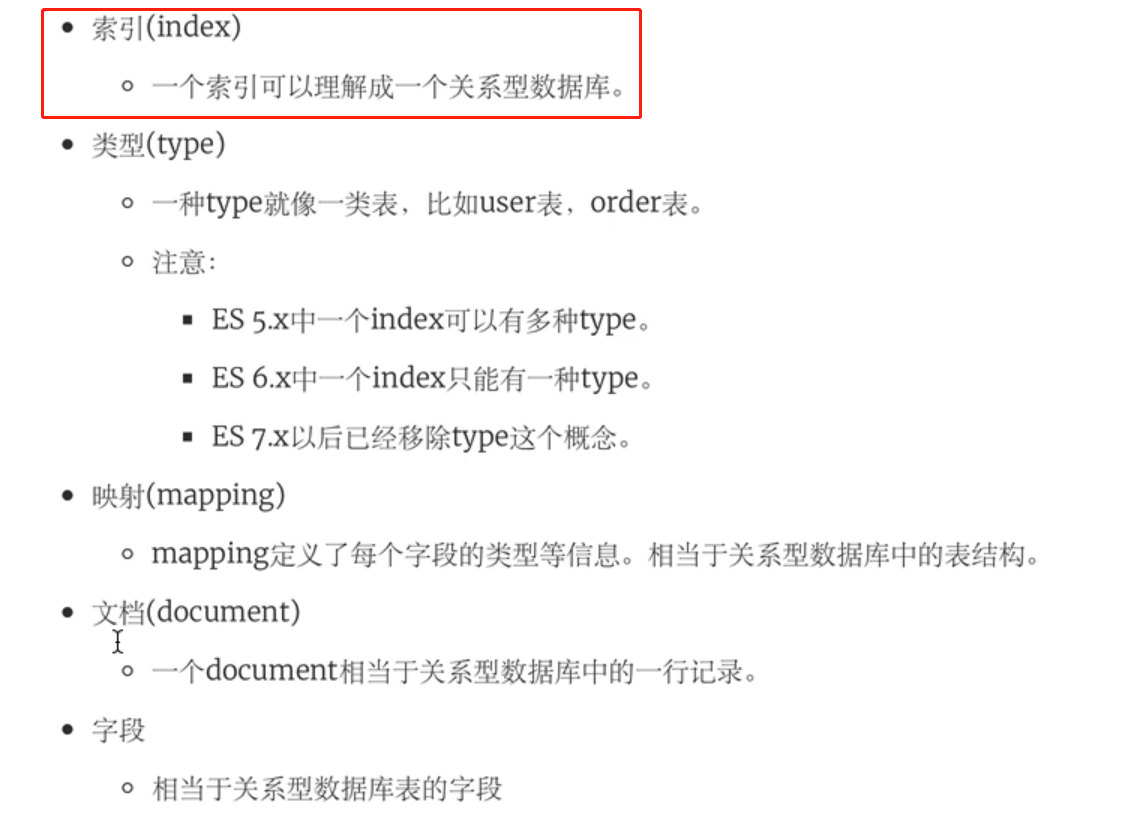 索引(index)
一个索引可以理解成一个关系型数据库。
类型(type)
一种type就像一类表，比如user表，order表。
注意：
ES 5.x中一个index可以有多种type。
ES 6.x中一个index只能有一种type。
ES 7.x以后已经移除type这个概念。
映射(mapping)
mapping定义了每个字段的类型等信息。相当于关系型数据库中的表结构。
文档(document)
一个document相当于关系型数据库中的一行记录。
字段
相当于关系型数据库表的字段